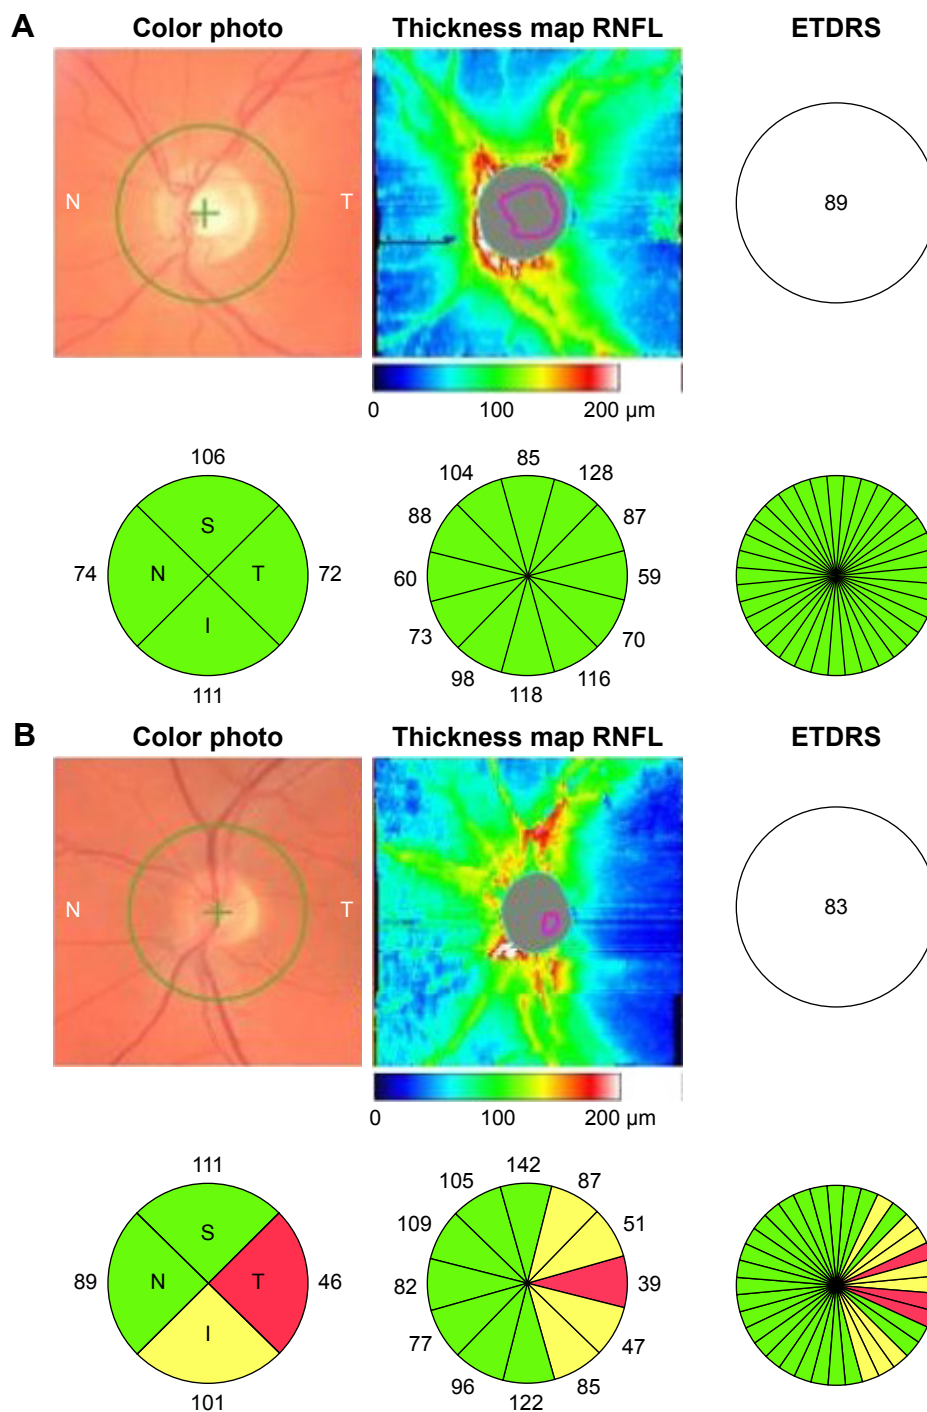 A
Color photo
Thickness map RNFL
ETDRS
N
T
89
0
100
200 µm
106
S
74
N
T
72
I
111
85
104
128
88
87
60
59
73
70
98
116
118
B
Color photo
Thickness map RNFL
ETDRS
N
T
83
0
100
200 µm
111
S
89
N
T
46
I
101
142
105
87
109
51
82
39
77
47
96
85
122